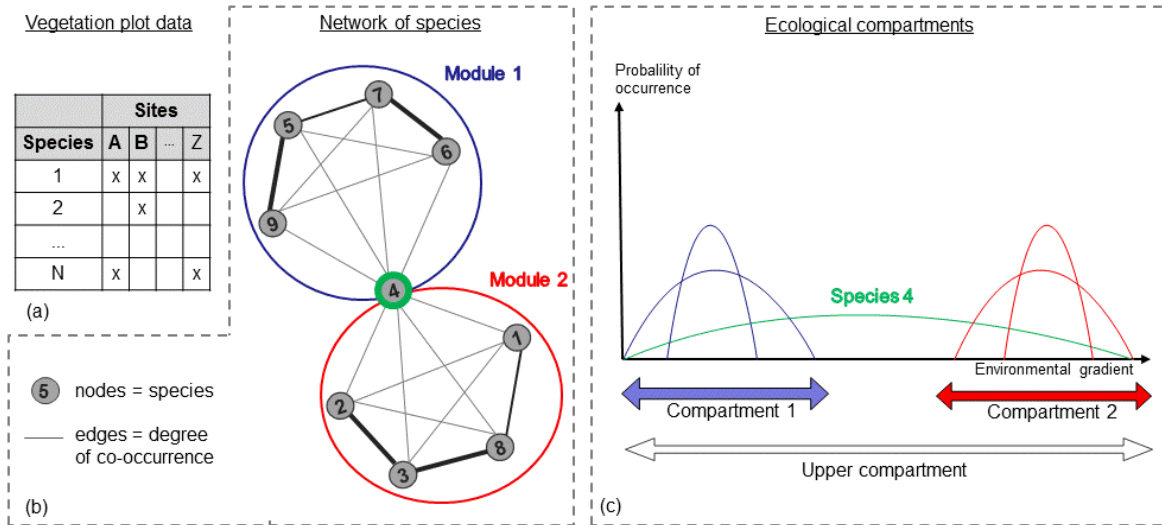 Vegetation plot data
Sites
Species A B ... Z
1 x x x
2 x
...
N x x
(a)
Network of species
Module 1
7
5
6
9
4
Module 2
1
2
8
3
5 nodes = species
edges = degree
of co-occurrence
(b)
Ecological compartments
Probalility of
occurrence
Species 4
Environmental gradient
Compartment 1
Compartment 2
Upper compartment
(c)